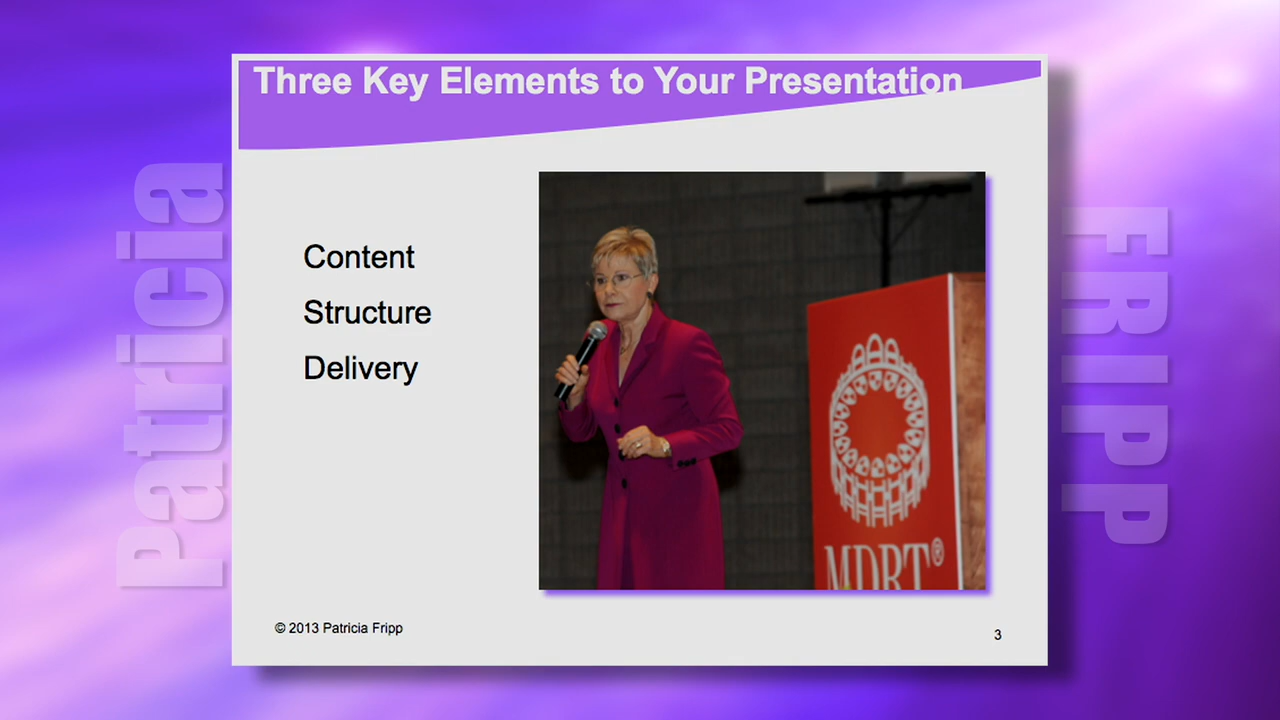 Three Key Elements to Your Presentation
Patricia
FRIPP
Content
Structure
Delivery
MDRT®
© 2013 Patricia Fripp
3